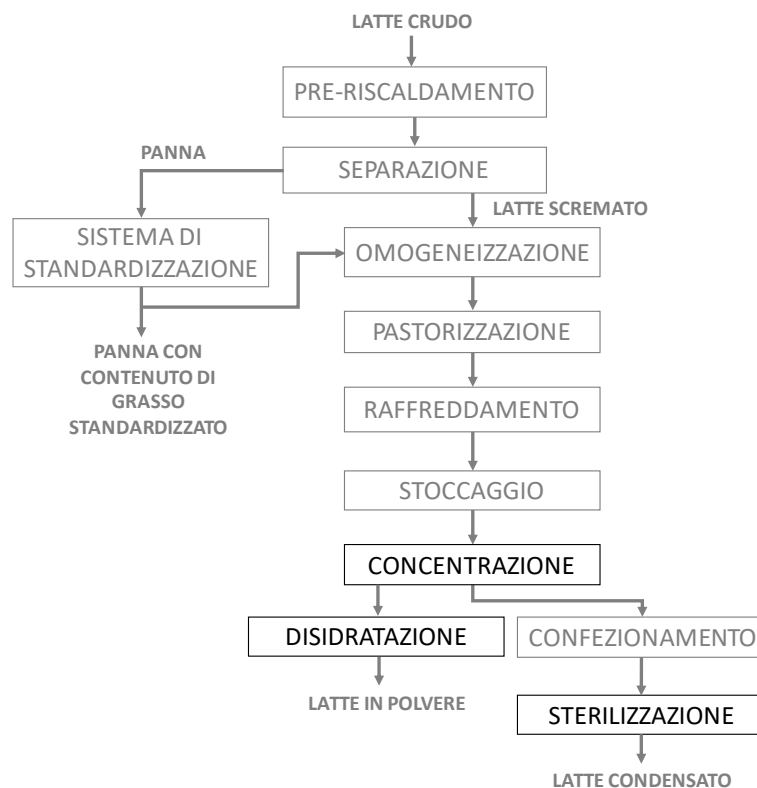 LATTE CRUDO
PRE-RISCALDAMENTO
PANNA
SEPARAZIONE
LATTE SCREMATO
SISTEMA DI
STANDARDIZZAZIONE
OMOGENEIZZAZIONE
PASTORIZZAZIONE
PANNA CON
CONTENUTO DI
GRASSO
STANDARDIZZATO
RAFFREDDAMENTO
STOCCAGGIO
CONCENTRAZIONE
DISIDRATAZIONE
CONFEZIONAMENTO
LATTE IN POLVERE
STERILIZZAZIONE
LATTE CONDENSATO